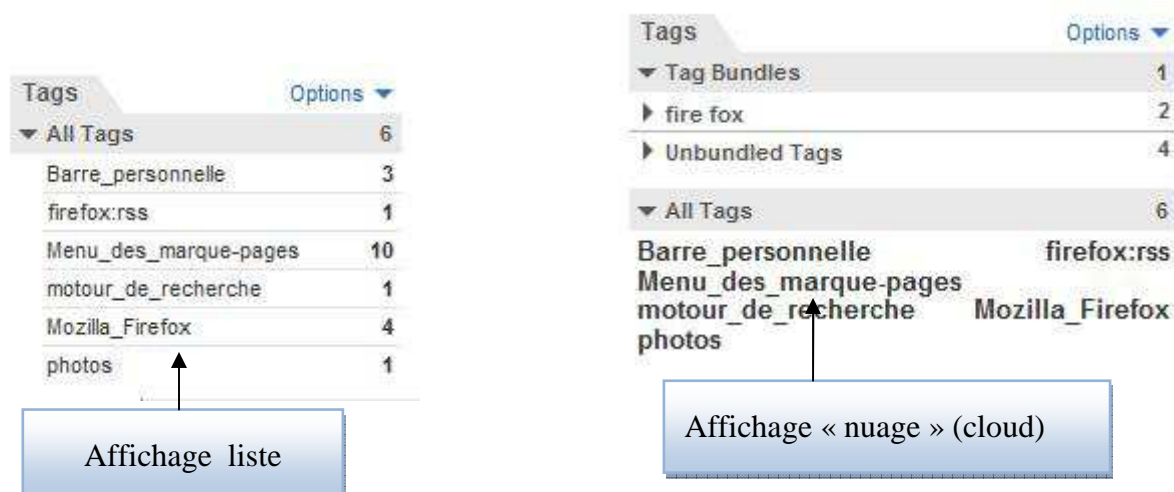 Tags Options
All Tags 6
Barre_personnelle 3
firefox:rss 1
Menu_des_marque-pages 10
motour_de_recherche 1
Mozilla_Firefox 4
photos 1
Affichage liste
Tags Options
Tag Bundles 1
fire fox 2
Unbundled Tags 4
All Tags 6
Barre_personnelle firefox:rss
Menu_des_marque-pages
motour_de_recherche Mozilla_Firefox
photos
Affichage « nuage » (cloud)